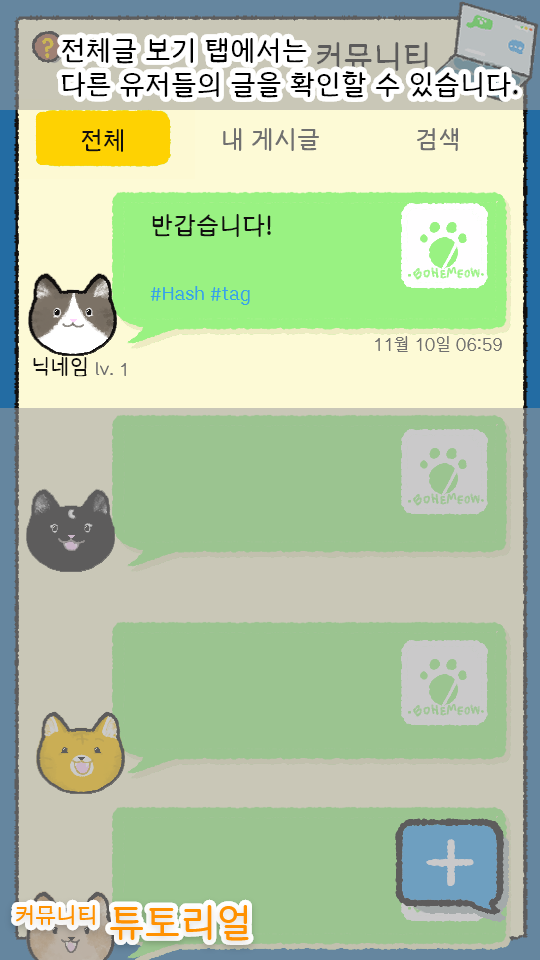 커뮤니티
전체글 보기 탭에서는
다른 유저들의 글을 확인할 수 있습니다.
전체 내 게시글 검색
반갑습니다!
BOHEMEOW
#Hash #tag
11월 10일 06:59
닉네임 lv. 1
BOHEMEOW
BOHEMEOW
커뮤니티 튜토리얼